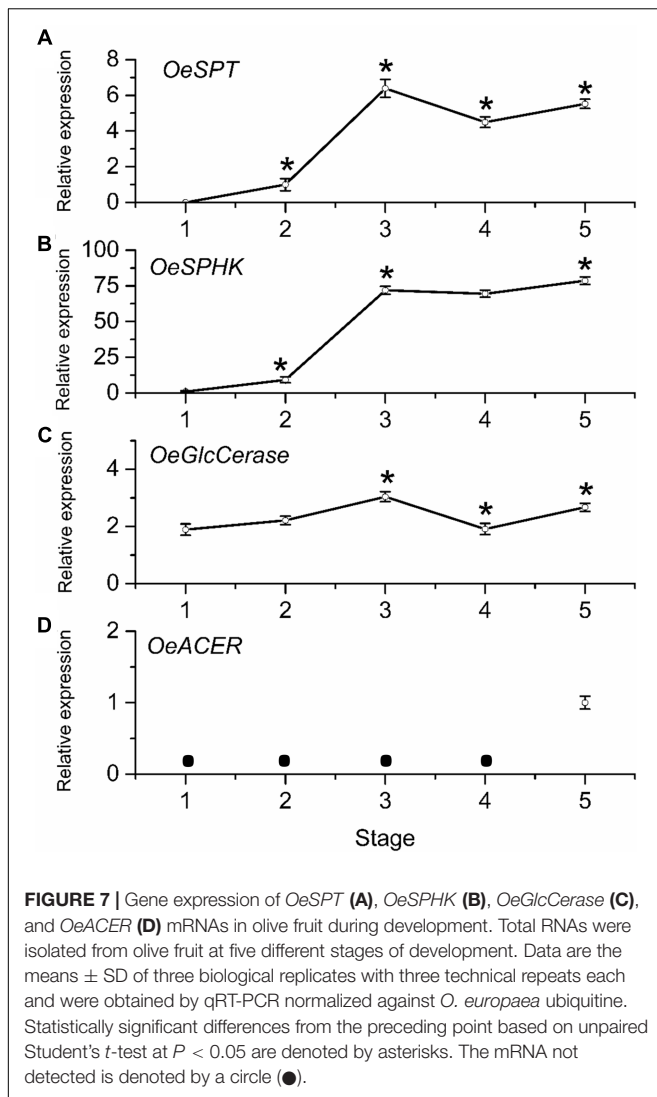 A
OeSPT
Relative expression
8
6
4
2
0
* * * *
1 2 3 4 5
B
OeSPHK
Relative expression
100
75
50
25
0
* * *
1 2 3 4 5
C
OeGlcCerase
Relative expression
4
2
0
* * *
1 2 3 4 5
D
OeACER
Relative expression
2
1
0
1 2 3 4 5
Stage
FIGURE 7 | Gene expression of OeSPT (A), OeSPHK (B), OeGlcCerase (C),
and OeACER (D) mRNAs in olive fruit during development. Total RNAs were
isolated from olive fruit at five different stages of development. Data are the
means ± SD of three biological replicates with three technical repeats each
and were obtained by qRT-PCR normalized against O. europaea ubiquitine.
Statistically significant differences from the preceding point based on unpaired
Student's t-test at P < 0.05 are denoted by asterisks. The mRNA not
detected is denoted by a circle (●).